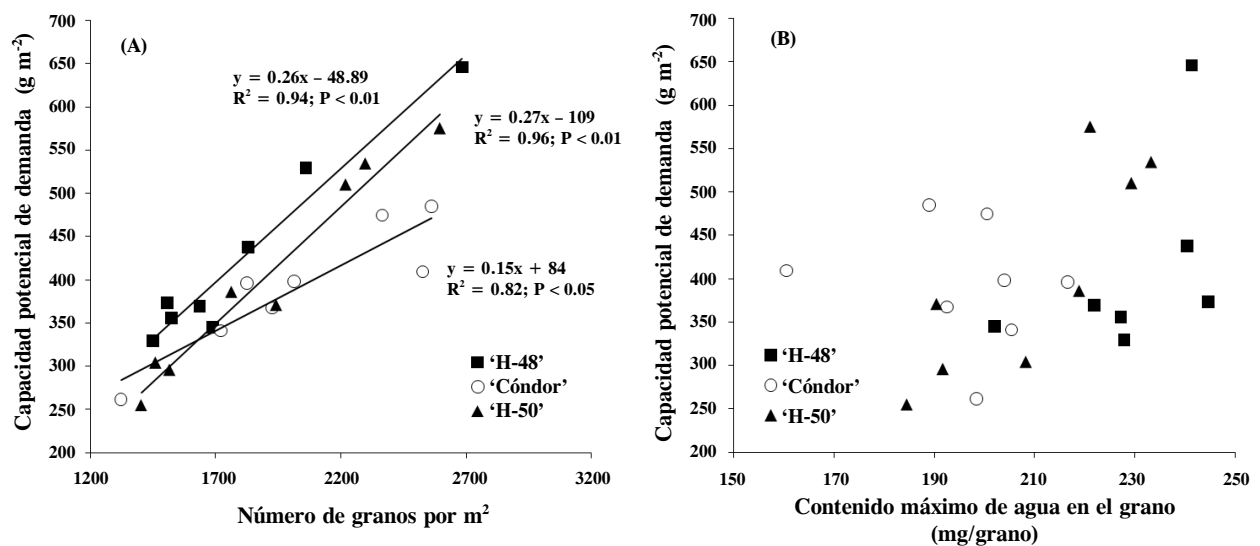 (A)
Capacidad potencial de demanda (g m⁻²)
700
650
600
550
500
450
400
350
300
250
200
y = 0.26x – 48.89
R² = 0.94; P < 0.01
y = 0.27x – 109
R² = 0.96; P < 0.01
y = 0.15x + 84
R² = 0.82; P < 0.05
‘H-48’
‘Cóndor’
‘H-50’
1200 1700 2200 2700 3200
Número de granos por m²
(B)
Capacidad potencial de demanda (g m⁻²)
700
650
600
550
500
450
400
350
300
250
200
‘H-48’
‘Cóndor’
‘H-50’
150 170 190 210 230 250
Contenido máximo de agua en el grano
(mg/grano)